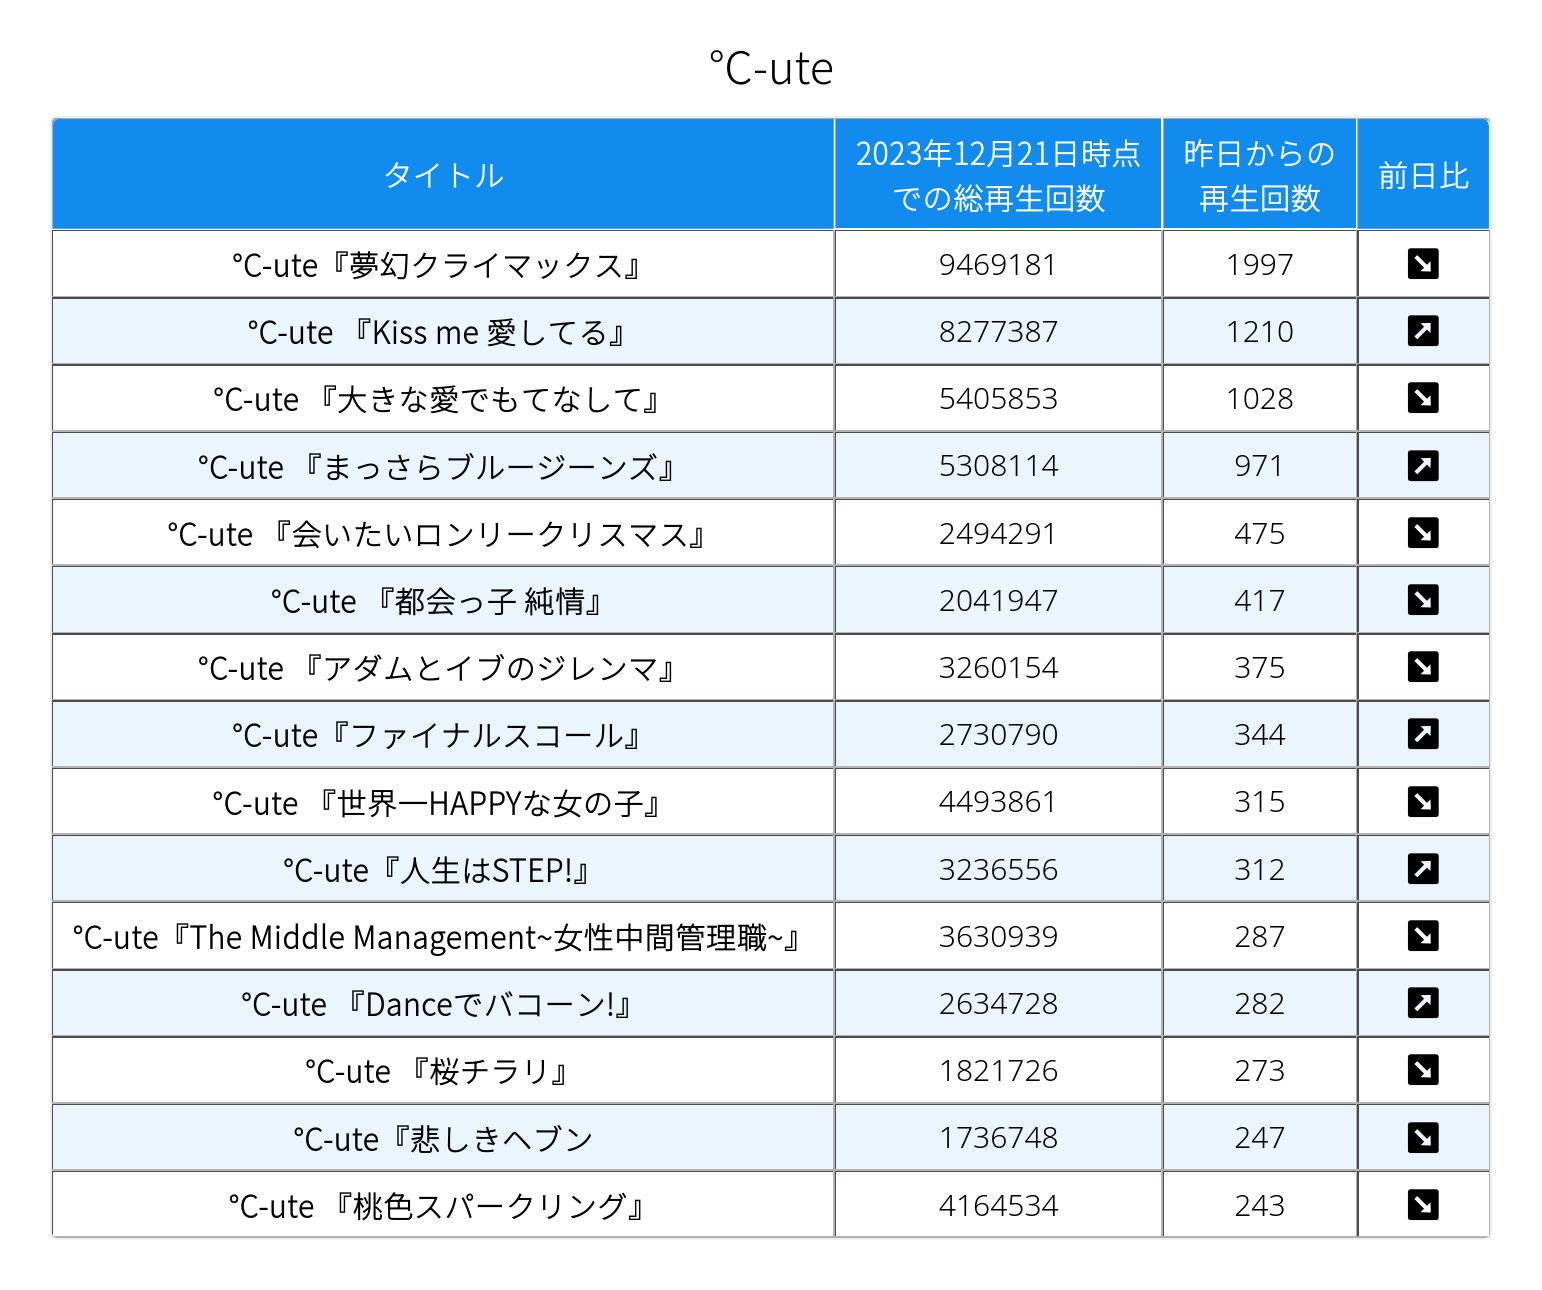 ℃-ute
タイトル 2023年12月21日時点での総再生回数 昨日からの再生回数 前日比
℃-ute『夢幻クライマックス』 9469181 1997 ↘
℃-ute 『Kiss me 愛してる』 8277387 1210 ↗
℃-ute 『大きな愛でもてなして』 5405853 1028 ↘
℃-ute 『まっさらブルージーンズ』 5308114 971 ↗
℃-ute 『会いたいロンリークリスマス』 2494291 475 ↘
℃-ute 『都会っ子 純情』 2041947 417 ↘
℃-ute 『アダムとイブのジレンマ』 3260154 375 ↘
℃-ute『ファイナルスコール』 2730790 344 ↗
℃-ute 『世界一HAPPYな女の子』 4493861 315 ↘
℃-ute『人生はSTEP!』 3236556 312 ↗
℃-ute『The Middle Management~女性中間管理職~』 3630939 287 ↘
℃-ute 『Danceでバコーン!』 2634728 282 ↗
℃-ute 『桜チラリ』 1821726 273 ↘
℃-ute『悲しきヘブン 1736748 247 ↘
℃-ute 『桃色スパークリング』 4164534 243 ↘